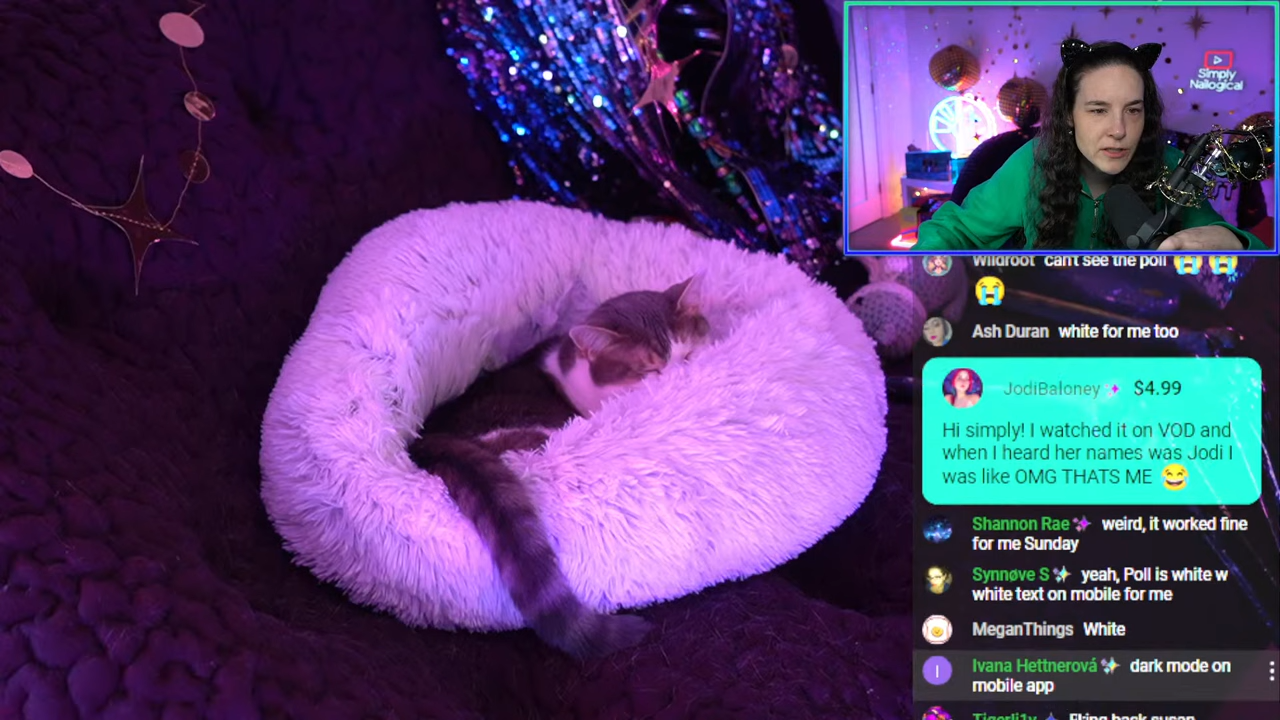 Simply
Nailogical
Wildroot can't see the poll 😭😭
😭
Ash Duran white for me too
JodiBaloney $4.99
Hi simply! I watched it on VOD and
when I heard her names was Jodi I
was like OMG THATS ME 😂
Shannon Rae weird, it worked fine
for me Sunday
Synnøve S yeah, Poll is white w
white text on mobile for me
MeganThings White
I
Ivana Hettnerová dark mode on
mobile app